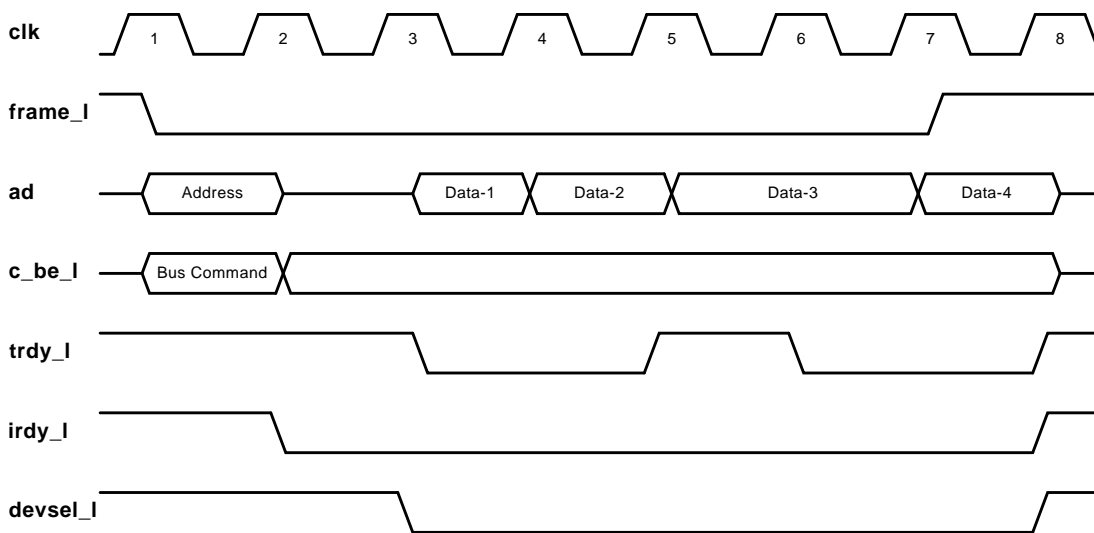 clk 1 2 3 4 5 6 7 8
frame_l
ad Address Data-1 Data-2 Data-3 Data-4
c_be_l Bus Command
trdy_l
irdy_l
devsel_l